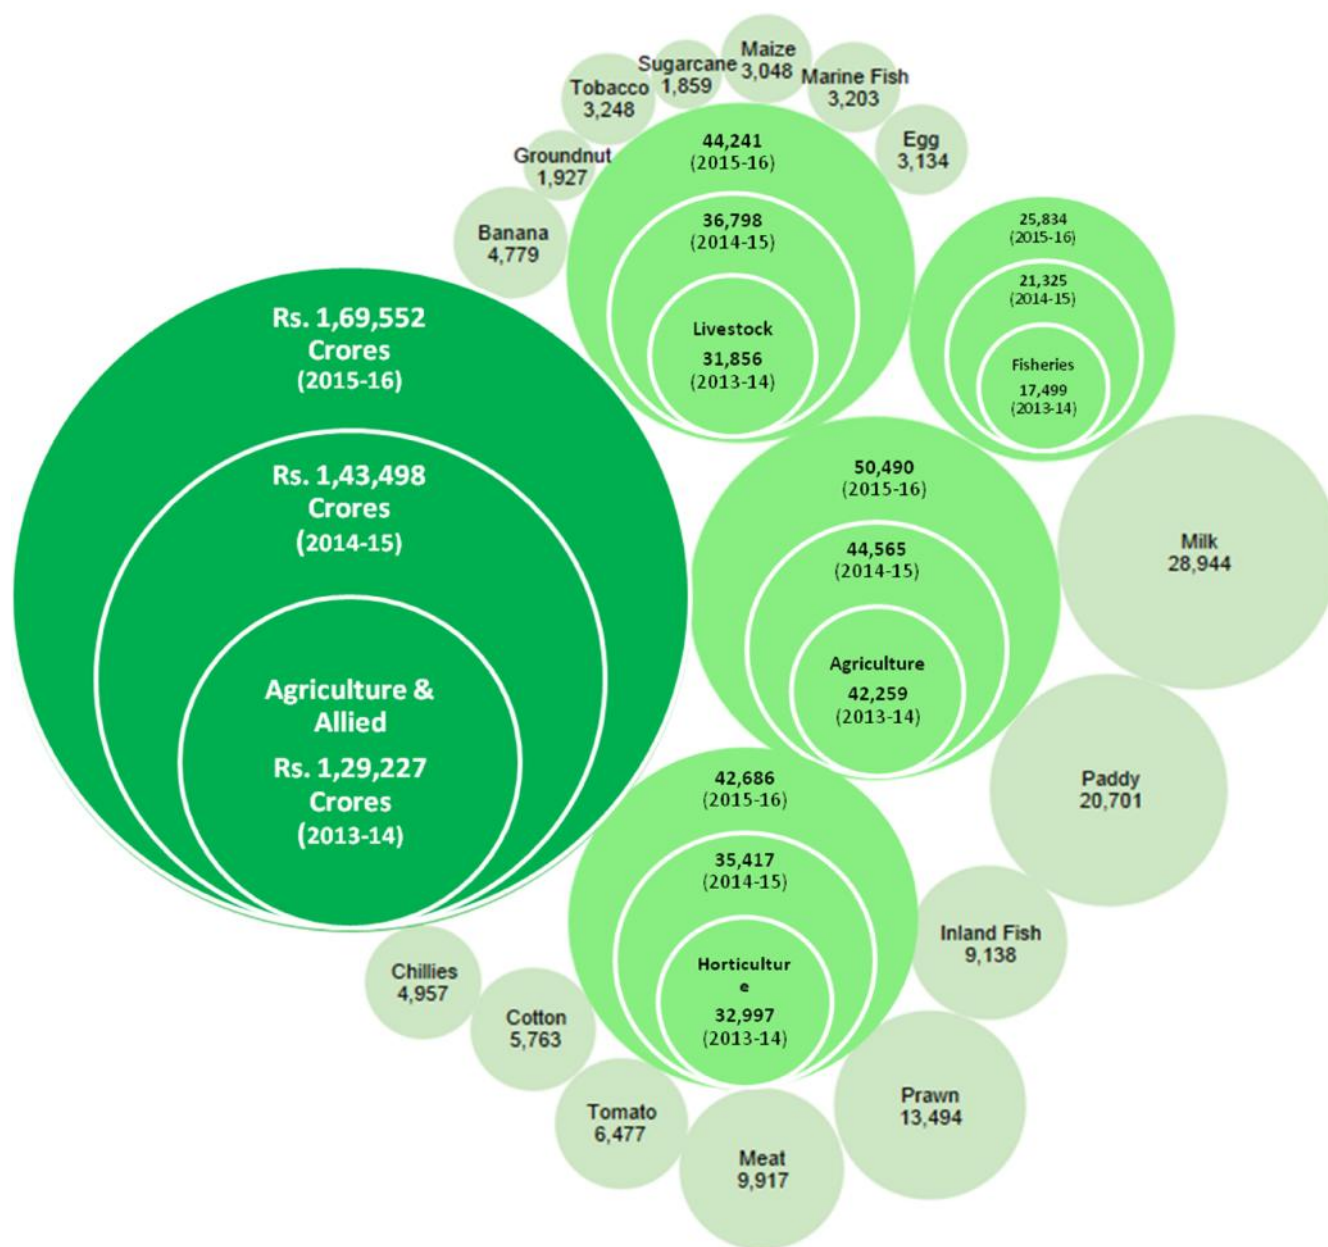 Maize
3,048
Sugarcane
1,859
Marine Fish
3,203
Tobacco
3,248
Egg
3,134
Groundnut
1,927
Banana
4,779
44,241
(2015-16)
36,798
(2014-15)
Livestock
31,856
(2013-14)
25,834
(2015-16)
21,325
(2014-15)
Fisheries
17,499
(2013-14)
Rs. 1,69,552
Crores
(2015-16)
Rs. 1,43,498
Crores
(2014-15)
Agriculture &
Allied
Rs. 1,29,227
Crores
(2013-14)
50,490
(2015-16)
44,565
(2014-15)
Agriculture
42,259
(2013-14)
Milk
28,944
Paddy
20,701
42,686
(2015-16)
35,417
(2014-15)
Horticultur
e
32,997
(2013-14)
Inland Fish
9,138
Chillies
4,957
Cotton
5,763
Tomato
6,477
Meat
9,917
Prawn
13,494